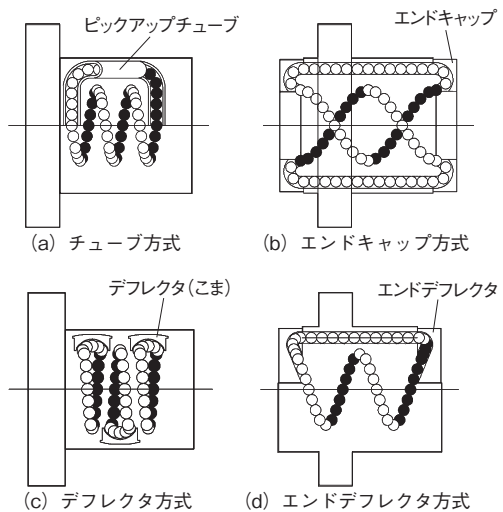 ピックアップチューブ
エンドキャップ
(a) チューブ方式
(b) エンドキャップ方式
デフレクタ(こま)
エンドデフレクタ
(c) デフレクタ方式
(d) エンドデフレクタ方式